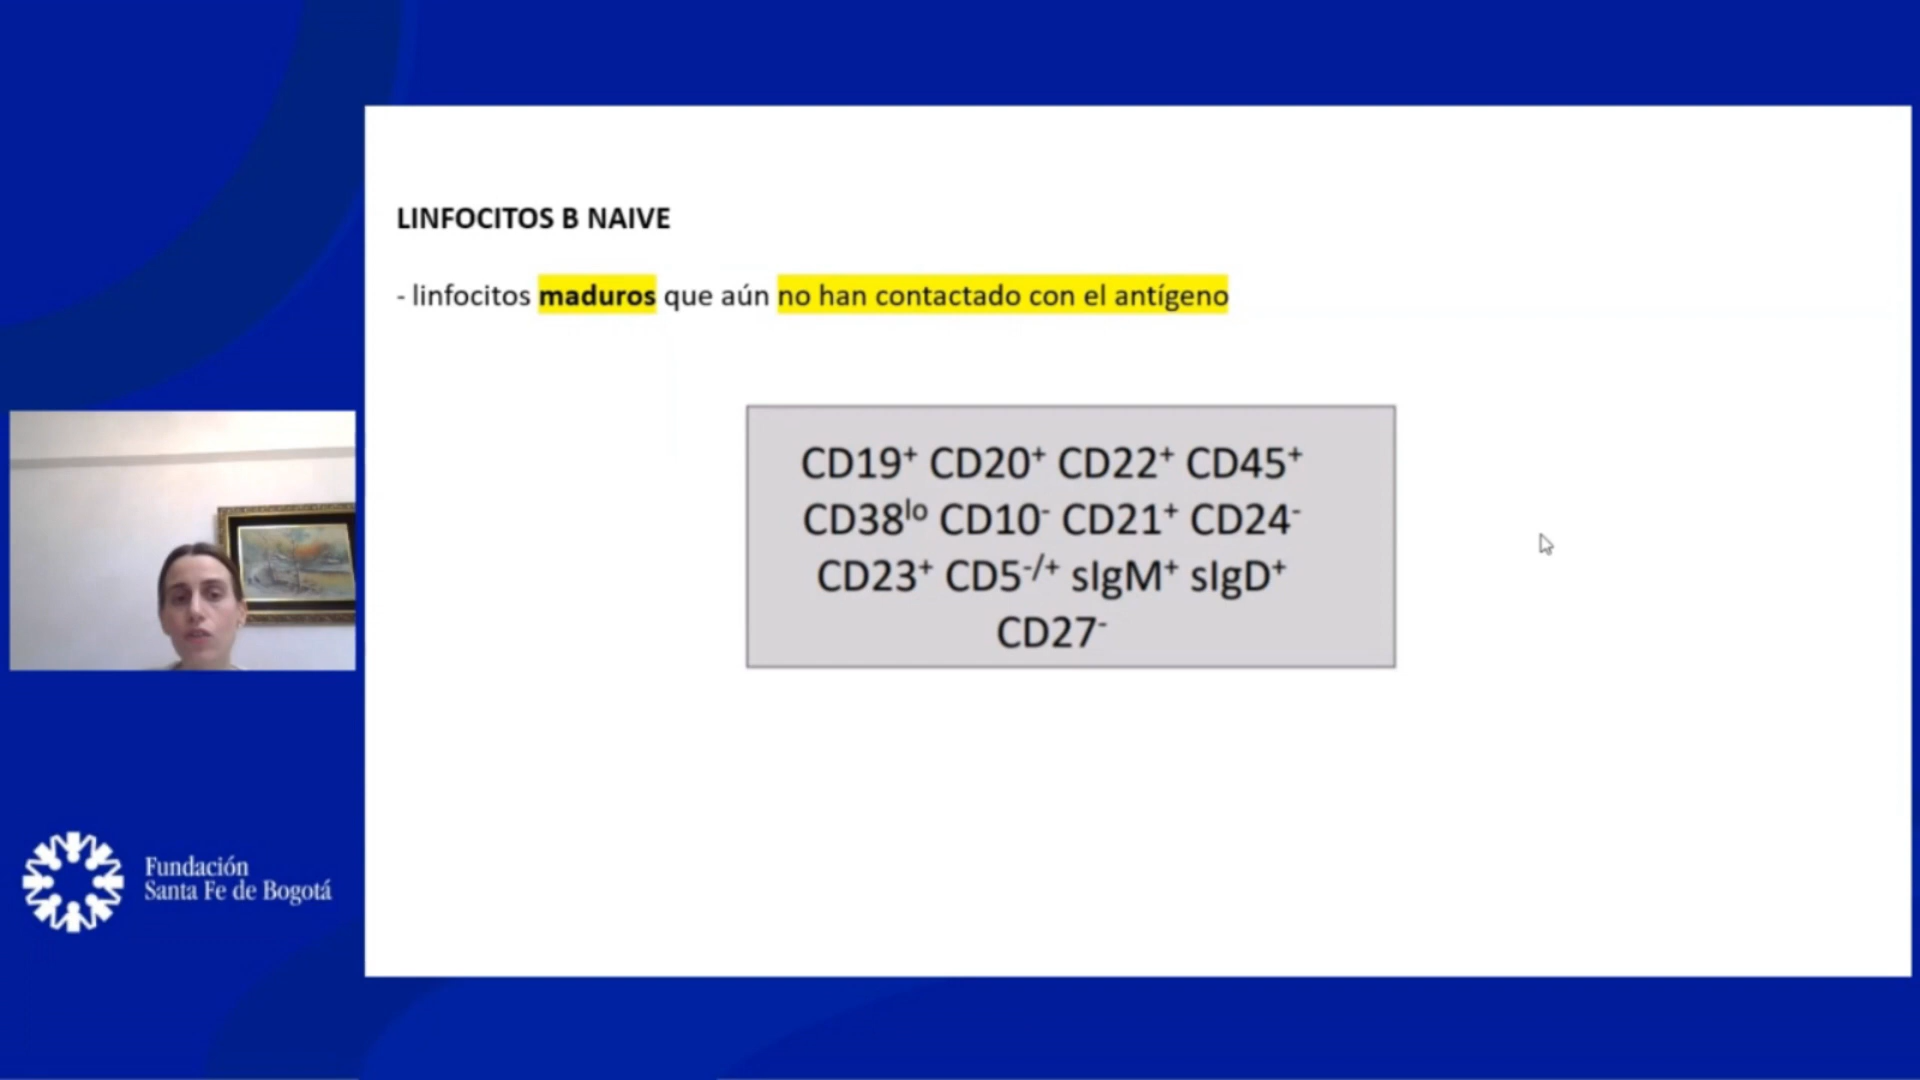 LINFOCITOS B NAIVE
- linfocitos maduros que aún no han contactado con el antígeno
CD19⁺ CD20⁺ CD22⁺ CD45⁺
CD38ˡᵒ CD10⁻ CD21⁺ CD24⁻
CD23⁺ CD5⁻/⁺ sIgM⁺ sIgD⁺
CD27⁻
Fundación
Santa Fe de Bogotá